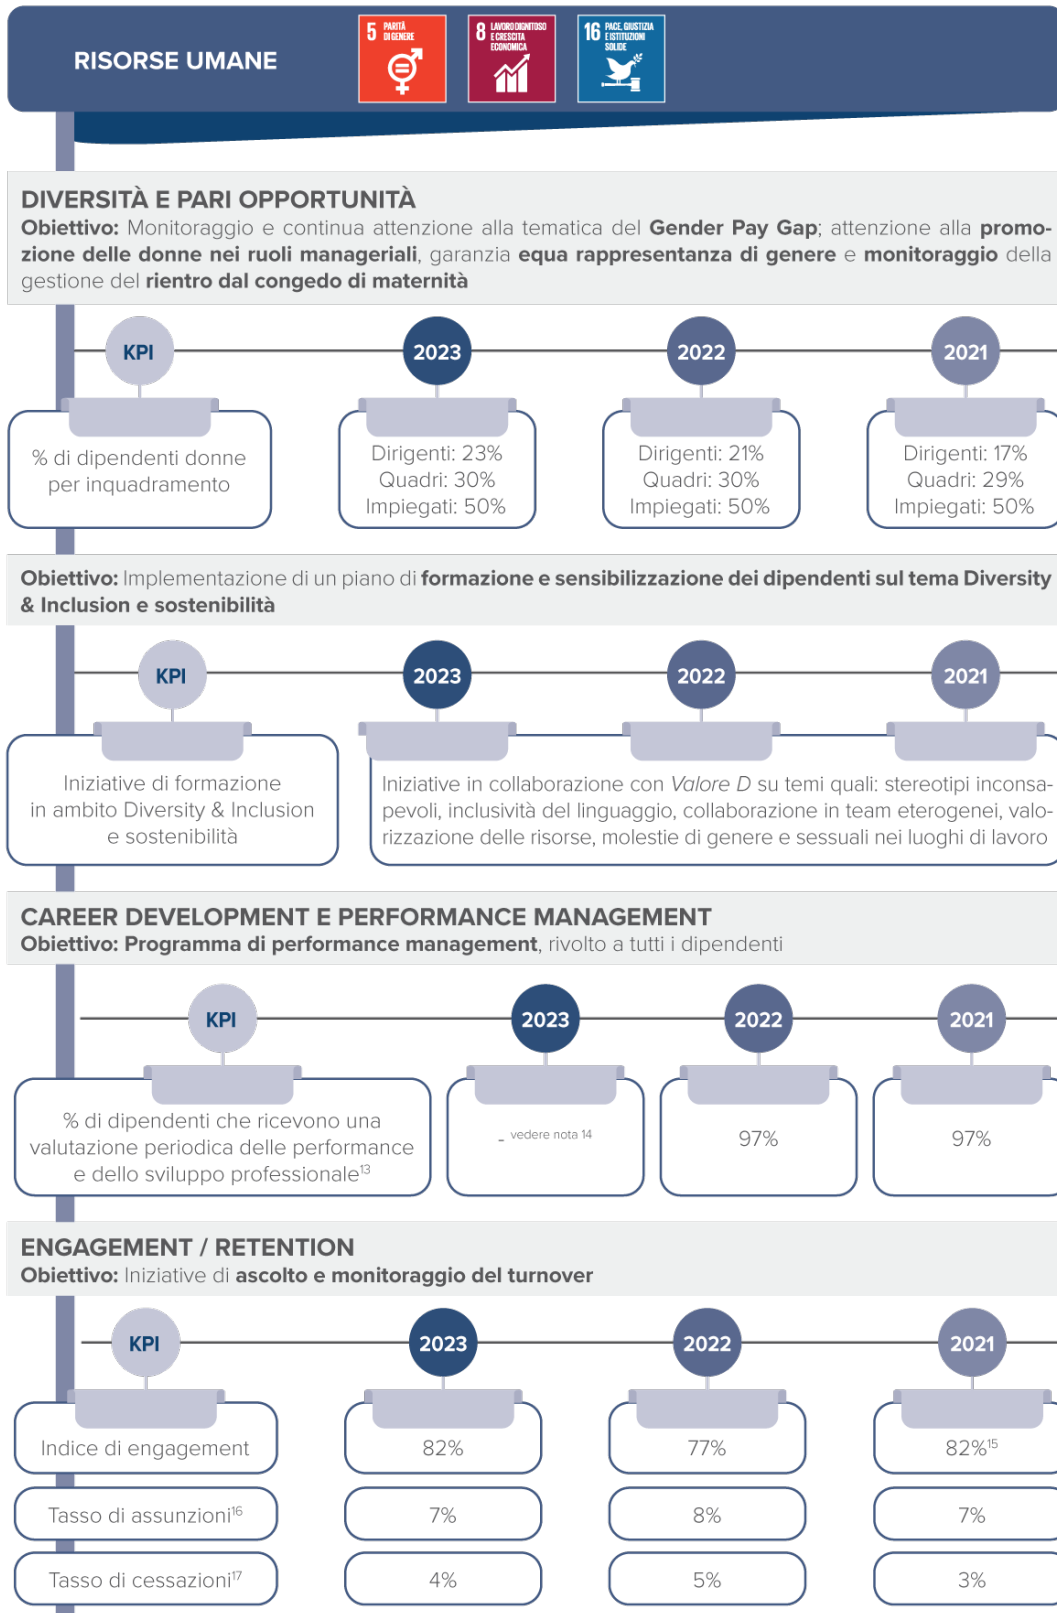 RISORSE UMANE
5 PARITÀ
DI GENERE
8 LAVORO DIGNITOSO
E CRESCITA
ECONOMICA
16 PACE, GIUSTIZIA
E ISTITUZIONI
SOLIDE
DIVERSITÀ E PARI OPPORTUNITÀ
Obiettivo: Monitoraggio e continua attenzione alla tematica del Gender Pay Gap; attenzione alla promo-
zione delle donne nei ruoli manageriali, garanzia equa rappresentanza di genere e monitoraggio della
gestione del rientro dal congedo di maternità
KPI
2023
2022
2021
% di dipendenti donne
per inquadramento
Dirigenti: 23%
Quadri: 30%
Impiegati: 50%
Dirigenti: 21%
Quadri: 30%
Impiegati: 50%
Dirigenti: 17%
Quadri: 29%
Impiegati: 50%
Obiettivo: Implementazione di un piano di formazione e sensibilizzazione dei dipendenti sul tema Diversity
& Inclusion e sostenibilità
KPI
2023
2022
2021
Iniziative di formazione
in ambito Diversity & Inclusion
e sostenibilità
Iniziative in collaborazione con Valore D su temi quali: stereotipi inconsa-
pevoli, inclusività del linguaggio, collaborazione in team eterogenei, valo-
rizzazione delle risorse, molestie di genere e sessuali nei luoghi di lavoro
CAREER DEVELOPMENT E PERFORMANCE MANAGEMENT
Obiettivo: Programma di performance management, rivolto a tutti i dipendenti
KPI
2023
2022
2021
% di dipendenti che ricevono una
valutazione periodica delle performance
e dello sviluppo professionale13
- vedere nota 14
97%
97%
ENGAGEMENT / RETENTION
Obiettivo: Iniziative di ascolto e monitoraggio del turnover
KPI
2023
2022
2021
Indice di engagement
82%
77%
82%15
Tasso di assunzioni16
7%
8%
7%
Tasso di cessazioni17
4%
5%
3%